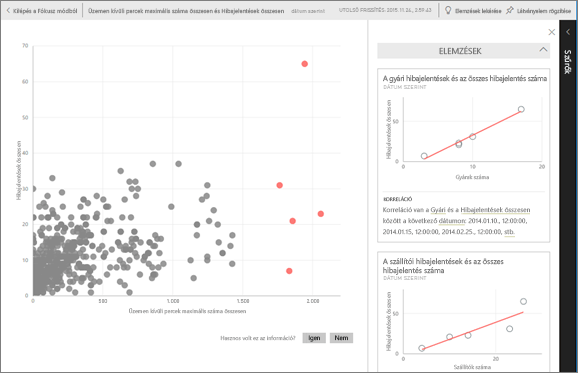 Kilépés a Fókusz módból
Üzemen kívüli percek maximális száma összesen és Hibajelentések összesen
dátum szerint
UTOLSÓ FRISSÍTÉS: 2015.11.24., 2:59:43
Elemzések lekérése
Látványelem rögzítése
Hibajelentések összesen
70
60
50
40
30
20
10
0
0
500
1.000
1.500
2.000
Üzemen kívüli percek maximális száma összesen
Hasznos volt ez az információ?
Igen
Nem
ELEMZÉSEK
A gyári hibajelentések és az összes hibajelentés száma
DÁTUM SZERINT
Hibajelentések összesen
50
0
0
10
20
Gyárak száma
KORRELÁCIÓ
Korreláció van a Gyári és a Hibajelentések összesen
között a következő dátumon: 2014.01.10., 12:00:00,
2014.01.15, 12:00:00, 2014.02.25., 12:00:00, stb.
A szállítói hibajelentések és az összes
hibajelentés száma
DÁTUM SZERINT
Hibajelentések összesen
50
0
0
20
Szállítók száma
Szűrők